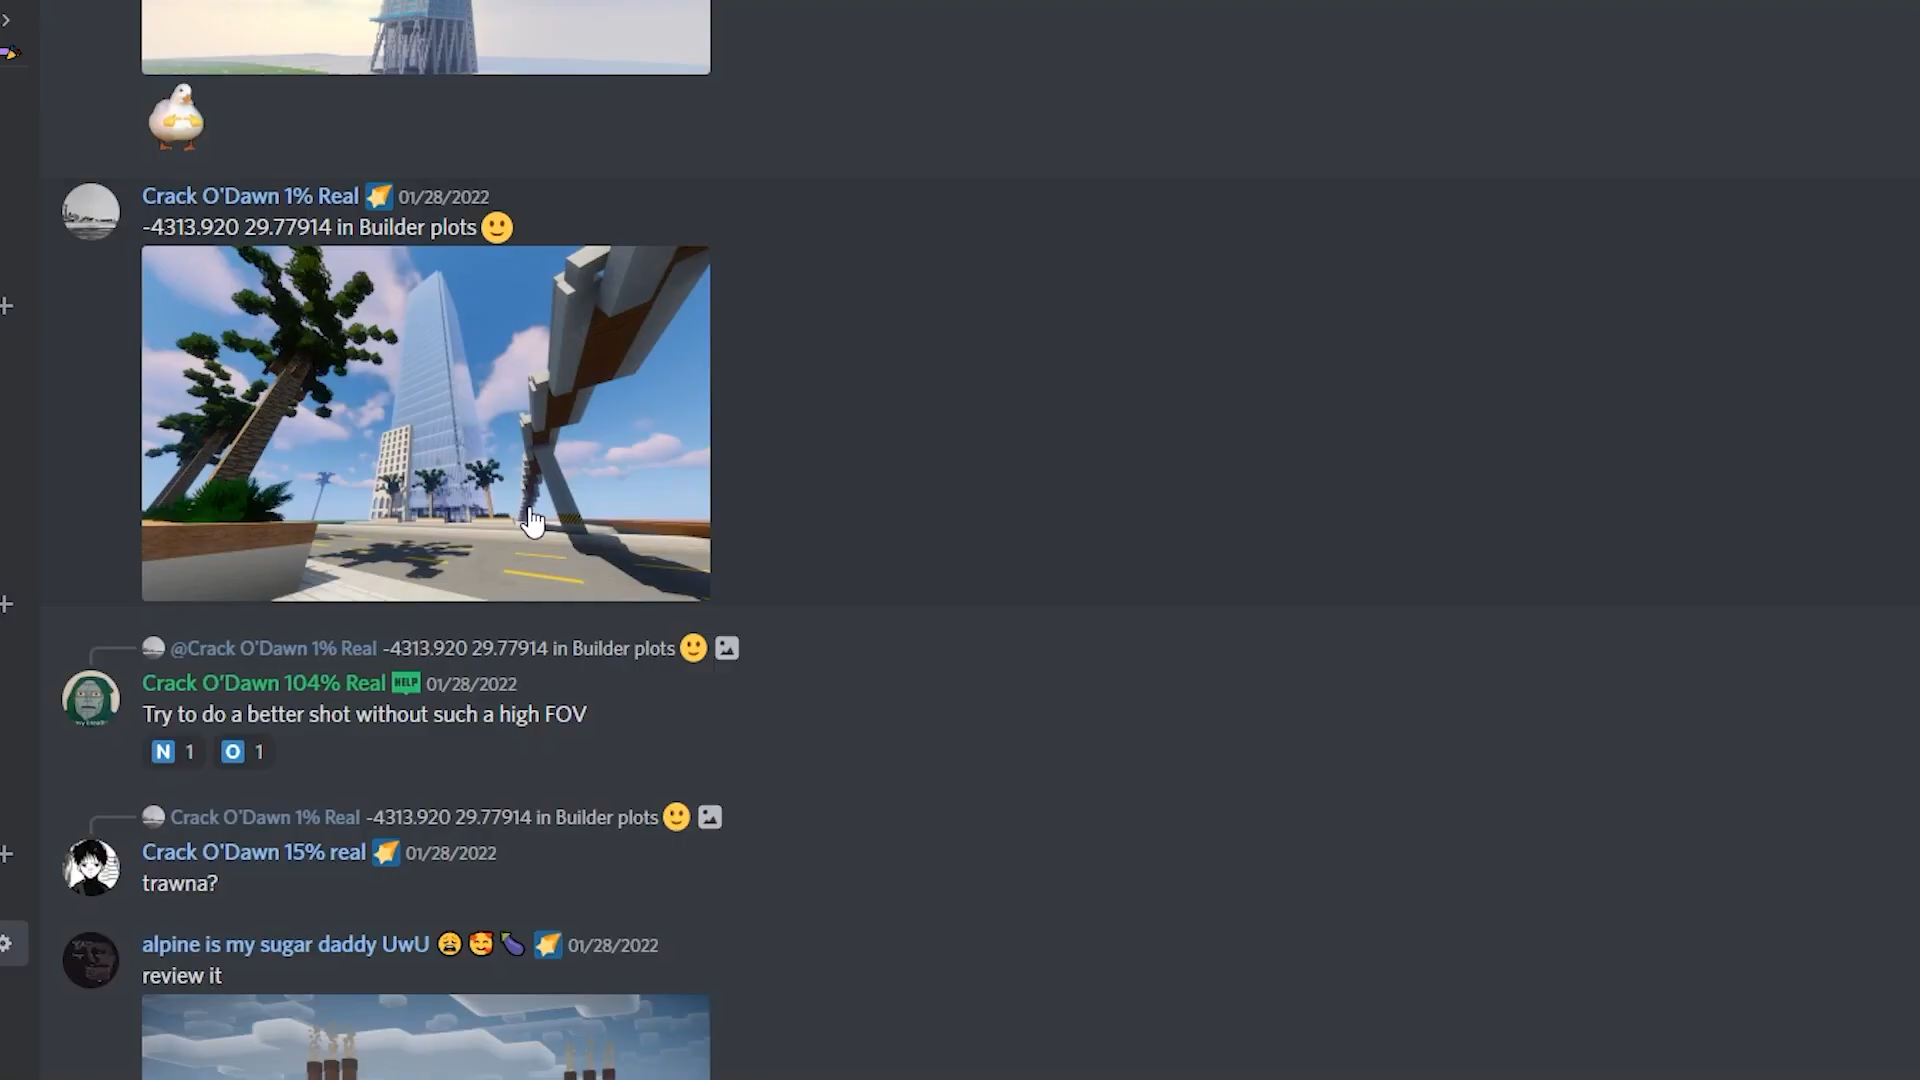 Crack O'Dawn 1% Real 01/28/2022
-4313.920 29.77914 in Builder plots
@Crack O'Dawn 1% Real -4313.920 29.77914 in Builder plots
Crack O'Dawn 104% Real HELP 01/28/2022
Try to do a better shot without such a high FOV
N 1 O 1
Crack O'Dawn 1% Real -4313.920 29.77914 in Builder plots
Crack O'Dawn 15% real 01/28/2022
trawna?
alpine is my sugar daddy UwU 01/28/2022
review it